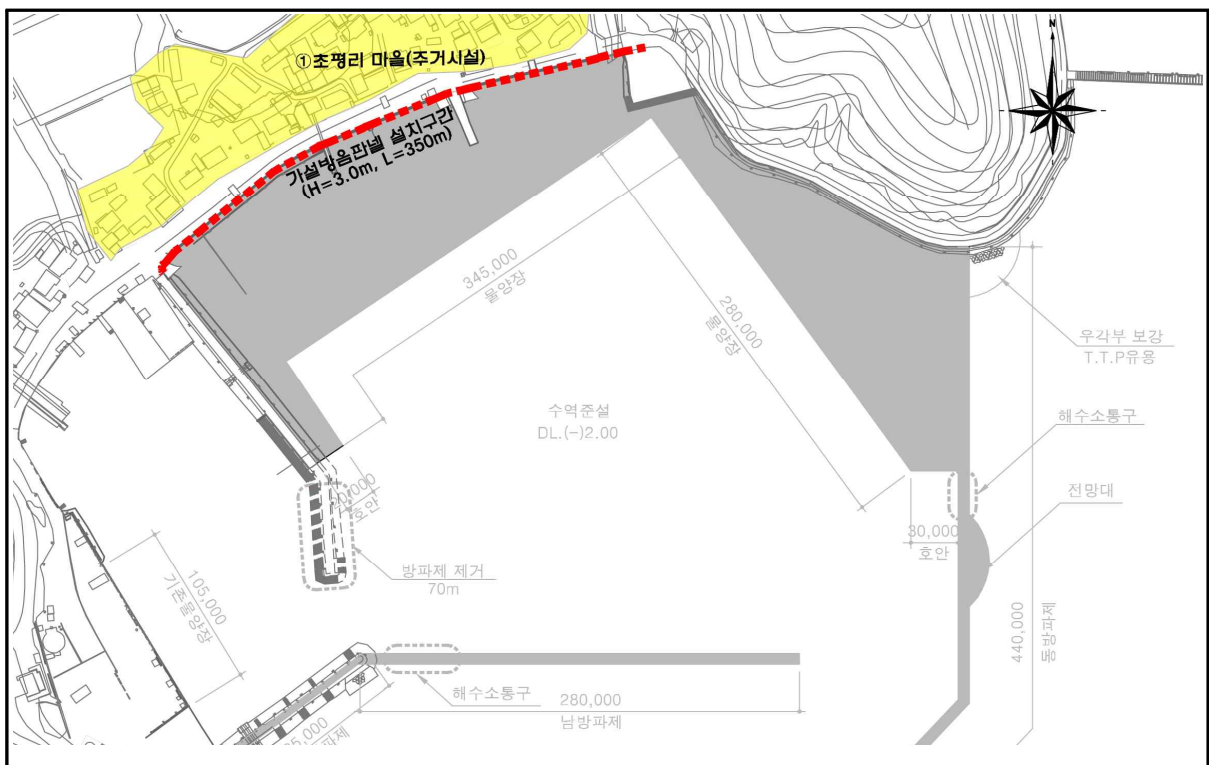 N
①초평리 마을(주거시설)
가설방음판넬 설치구간
(H=3.0m, L=350m)
345,000
물양장
280,000
물양장
우각부 보강
T.T.P유용
수역준설
DL.(-)2.00
해수소통구
전망대
호안
30,000
호안
방파제 제거
70m
105,000
기존물양장
440,000
동방파제
해수소통구
280,000
남방파제